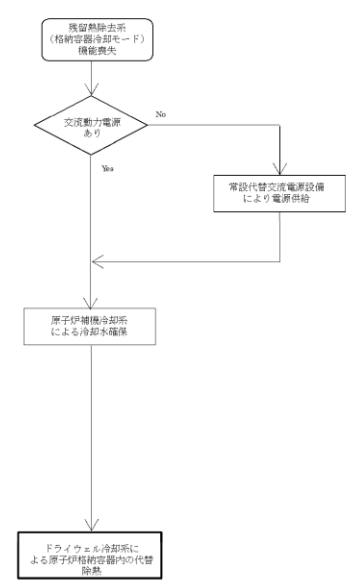 残留熱除去系
（格納容器冷却モード）
機能喪失
交流動力電源
あり
No
Yes
常設代替交流電源設備
により電源供給
原子炉補機冷却系
による冷却水確保
ドライウェル冷却系に
よる原子炉格納容器内の代替
除熱